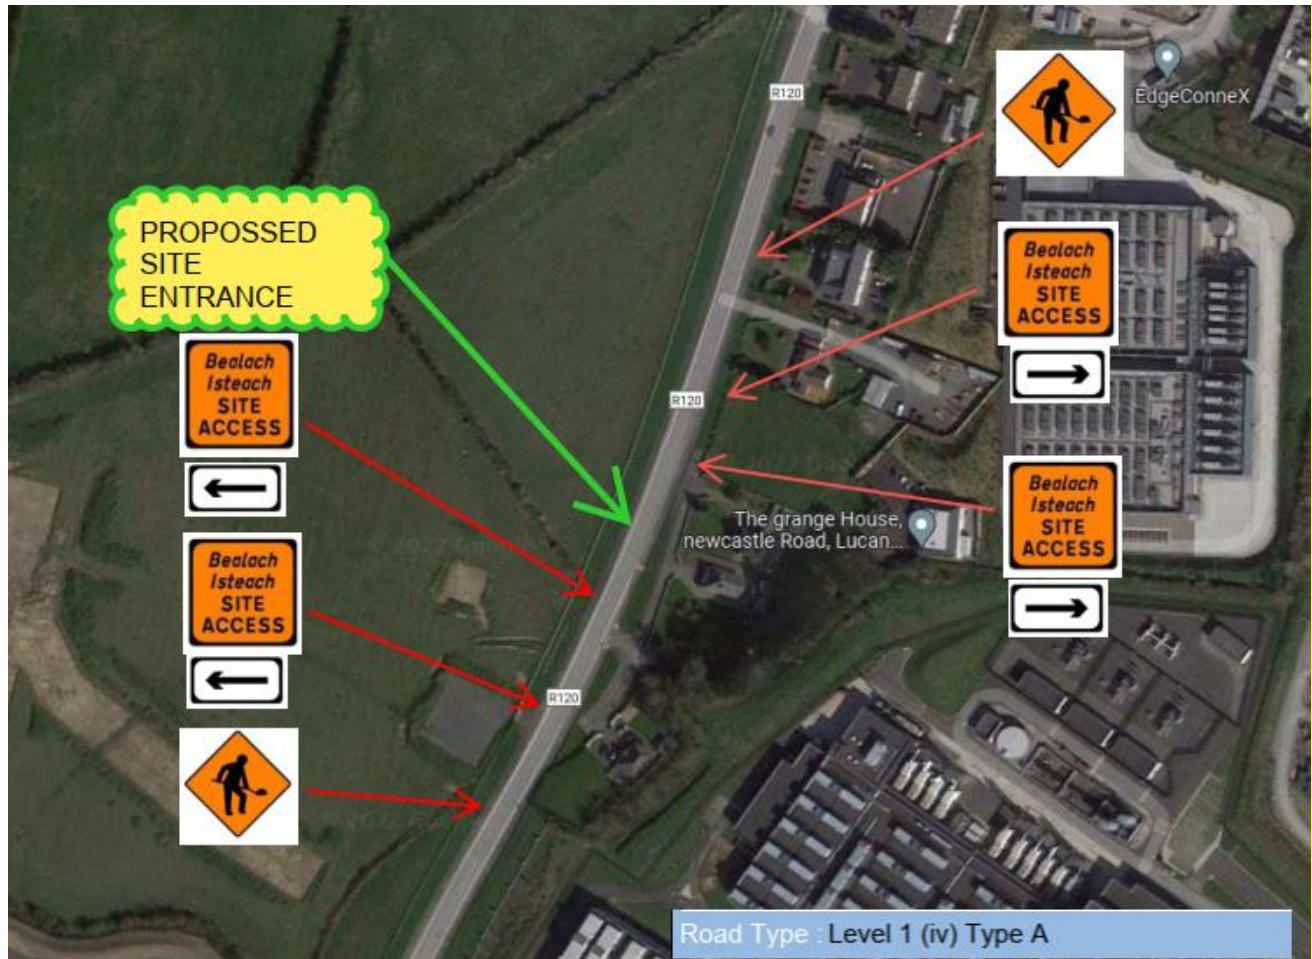 R120
EdgeConneX
PROPOSSED
SITE
ENTRANCE
Bealach
Isteach
SITE
ACCESS
Bealach
Isteach
SITE
ACCESS
R120
Bealach
Isteach
SITE
ACCESS
The grange House,
newcastle Road, Lucan...
Bealach
Isteach
SITE
ACCESS
R120
Road Type : Level 1 (iv) Type A